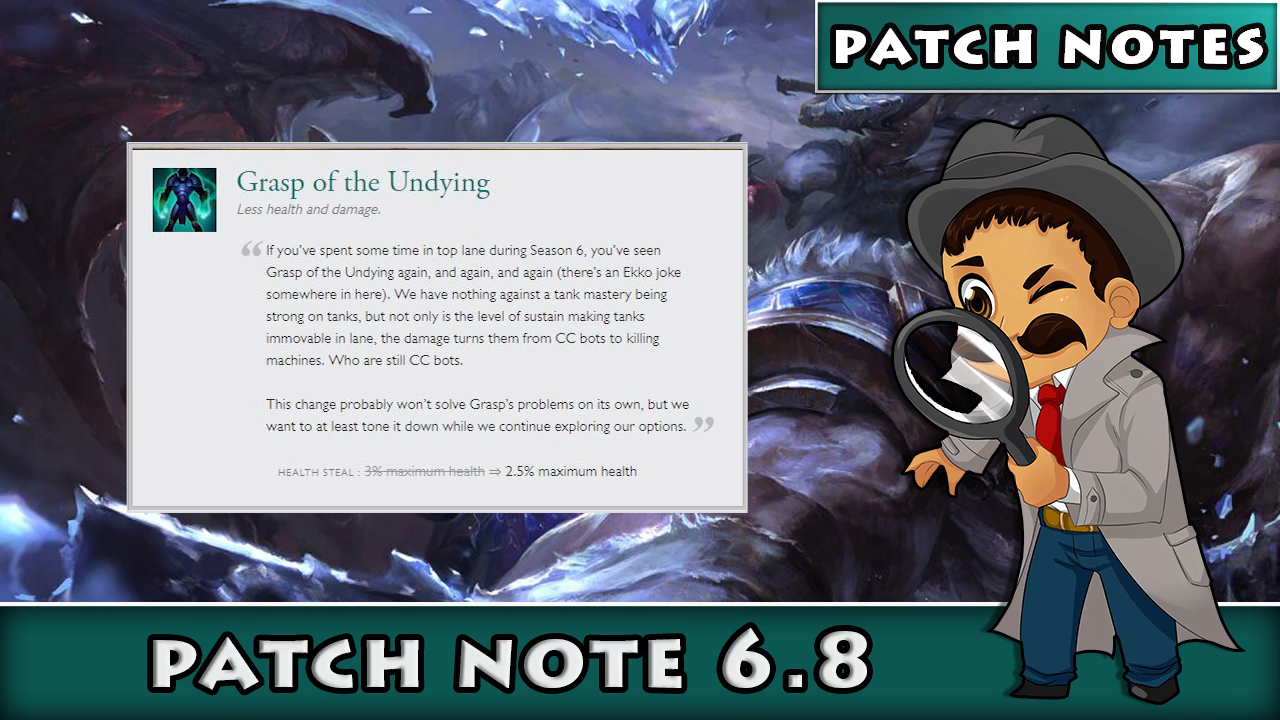 PATCH NOTES
Grasp of the Undying
Less health and damage.
“ If you’ve spent some time in top lane during Season 6, you’ve seen
Grasp of the Undying again, and again, and again (there’s an Ekko joke
somewhere in here). We have nothing against a tank mastery being
strong on tanks, but not only is the level of sustain making tanks
immovable in lane, the damage turns them from CC bots to killing
machines. Who are still CC bots.
This change probably won’t solve Grasp’s problems on its own, but we
want to at least tone it down while we continue exploring our options. ”
HEALTH STEAL : 3% maximum health ⇒ 2.5% maximum health
PATCH NOTE 6.8